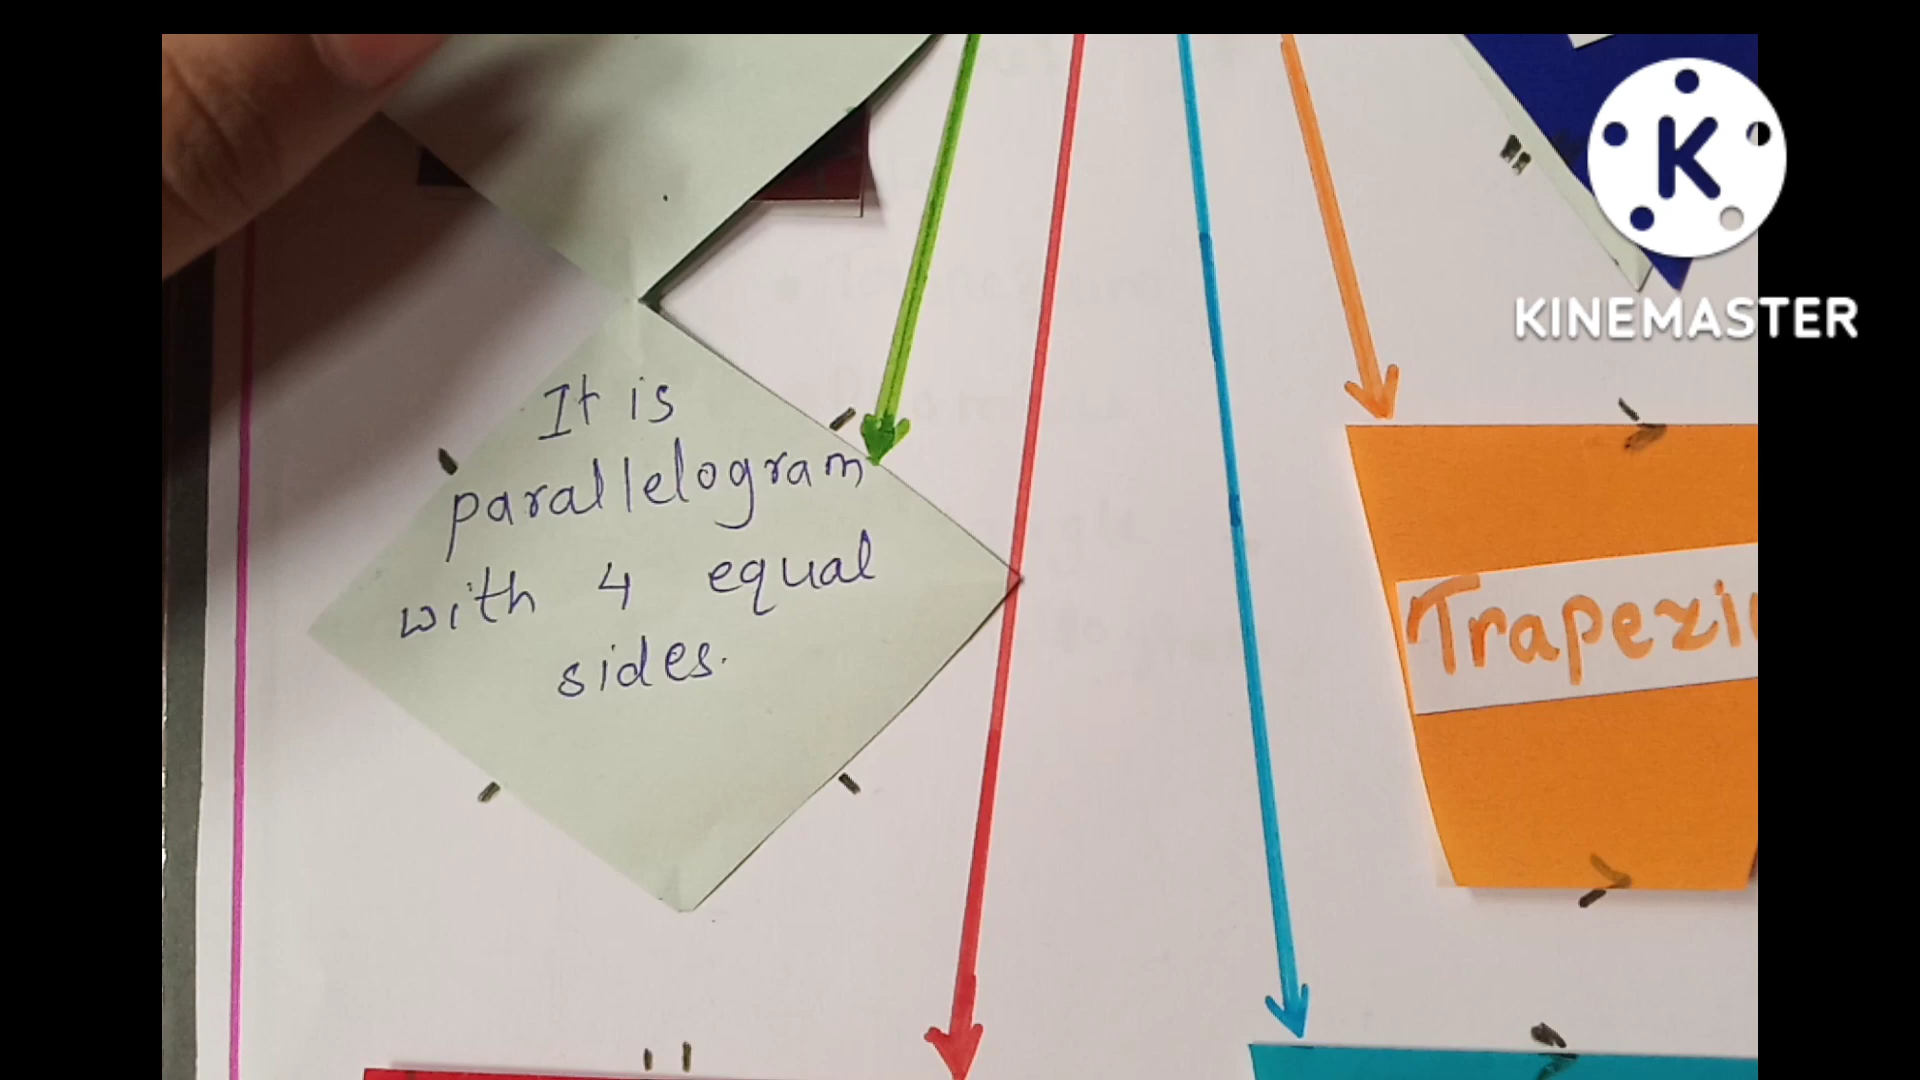 K
KINEMASTER
It is
parallelogram
with 4 equal
sides.
Trapezi